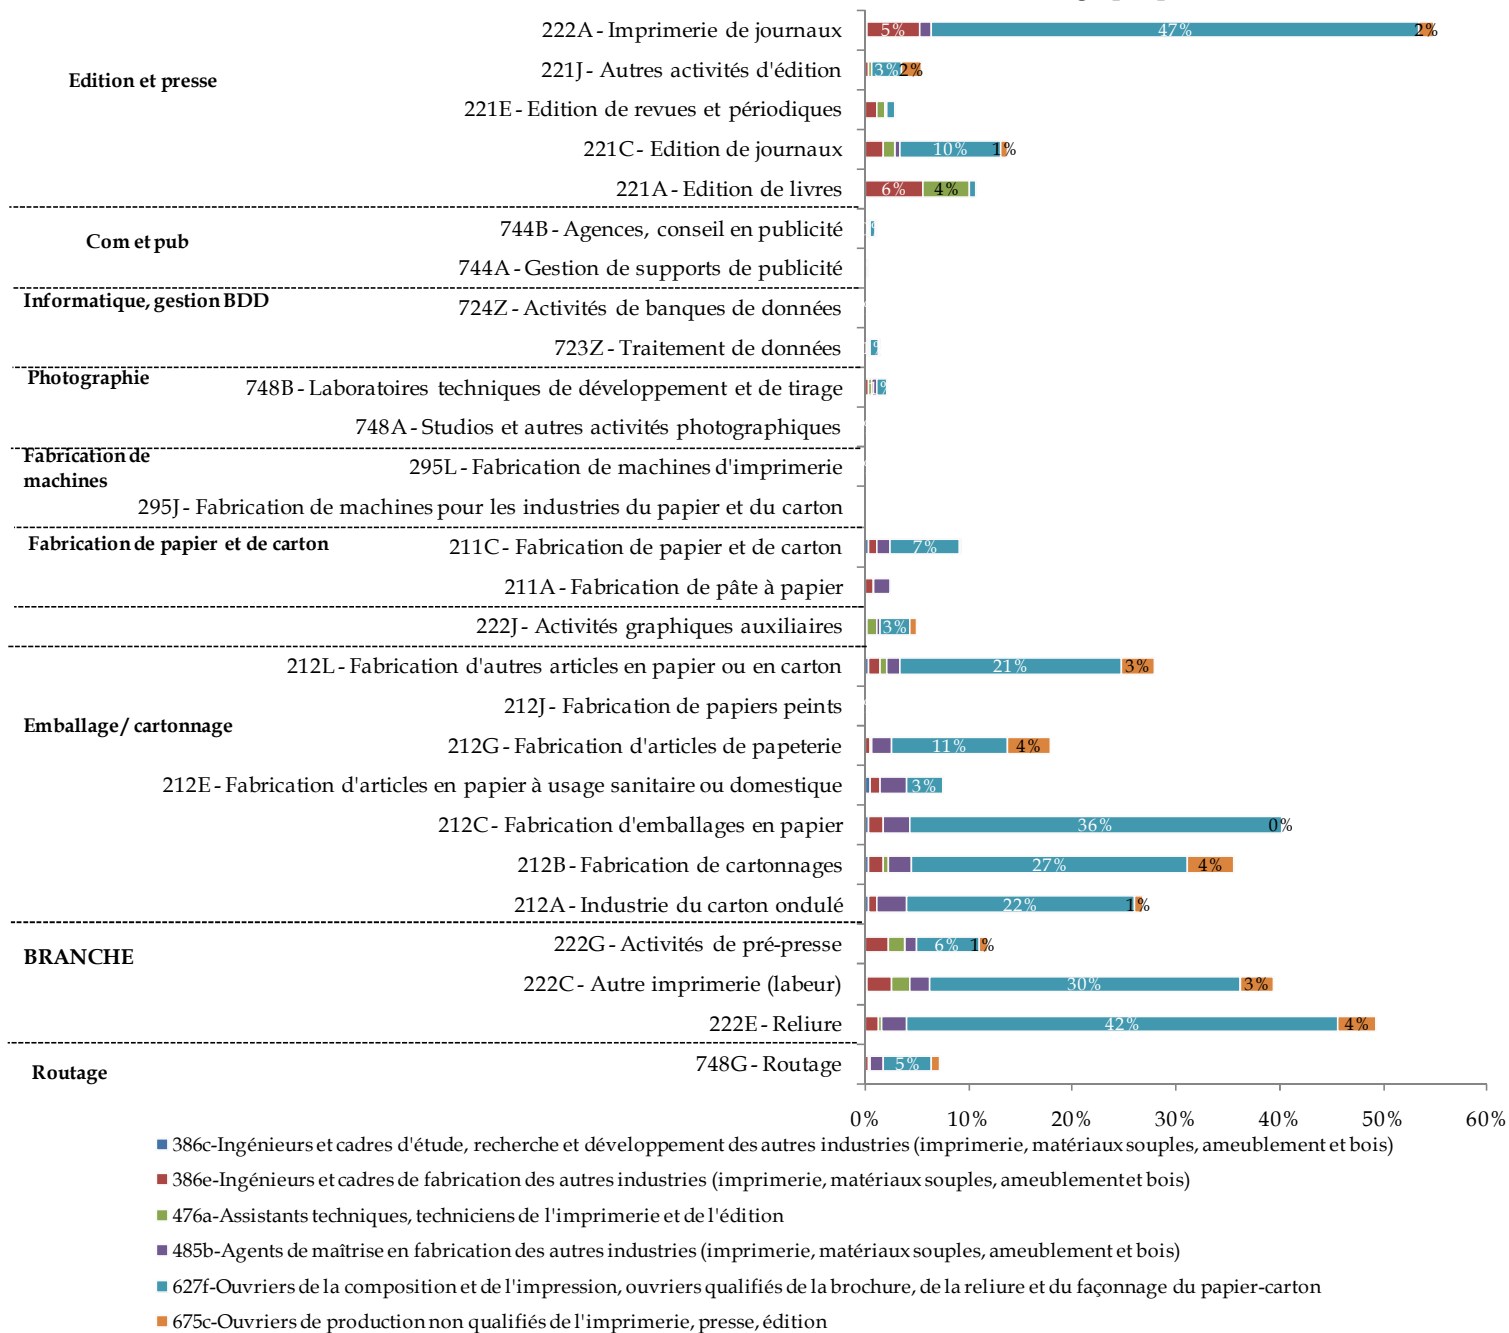 222A - Imprimerie de journaux 5% 47% 2%
Edition et presse
221J - Autres activités d'édition 3% 2%
221E - Edition de revues et périodiques
221C - Edition de journaux 10% 1%
221A - Edition de livres 6% 4%
744B - Agences, conseil en publicité
Com et pub
744A - Gestion de supports de publicité
Informatique, gestion BDD
724Z - Activités de banques de données
723Z - Traitement de données
Photographie
748B - Laboratoires techniques de développement et de tirage
748A - Studios et autres activités photographiques
Fabrication de
machines
295L - Fabrication de machines d'imprimerie
295J - Fabrication de machines pour les industries du papier et du carton
Fabrication de papier et de carton
211C - Fabrication de papier et de carton 7%
211A - Fabrication de pâte à papier
222J - Activités graphiques auxiliaires 3%
212L - Fabrication d'autres articles en papier ou en carton 21% 3%
212J - Fabrication de papiers peints
Emballage / cartonnage
212G - Fabrication d'articles de papeterie 11% 4%
212E - Fabrication d'articles en papier à usage sanitaire ou domestique 3%
212C - Fabrication d'emballages en papier 36% 0%
212B - Fabrication de cartonnages 27% 4%
212A - Industrie du carton ondulé 22% 1%
BRANCHE
222G - Activités de pré-presse 6% 1%
222C - Autre imprimerie (labeur) 30% 3%
222E - Reliure 42% 4%
748G - Routage 5%
Routage
0% 10% 20% 30% 40% 50% 60%
386c-Ingénieurs et cadres d'étude, recherche et développement des autres industries (imprimerie, matériaux souples, ameublement et bois)
386e-Ingénieurs et cadres de fabrication des autres industries (imprimerie, matériaux souples, ameublement et bois)
476a-Assistants techniques, techniciens de l'imprimerie et de l'édition
485b-Agents de maîtrise en fabrication des autres industries (imprimerie, matériaux souples, ameublement et bois)
627f-Ouvriers de la composition et de l'impression, ouvriers qualifiés de la brochure, de la reliure et du façonnage du papier-carton
675c-Ouvriers de production non qualifiés de l'imprimerie, presse, édition